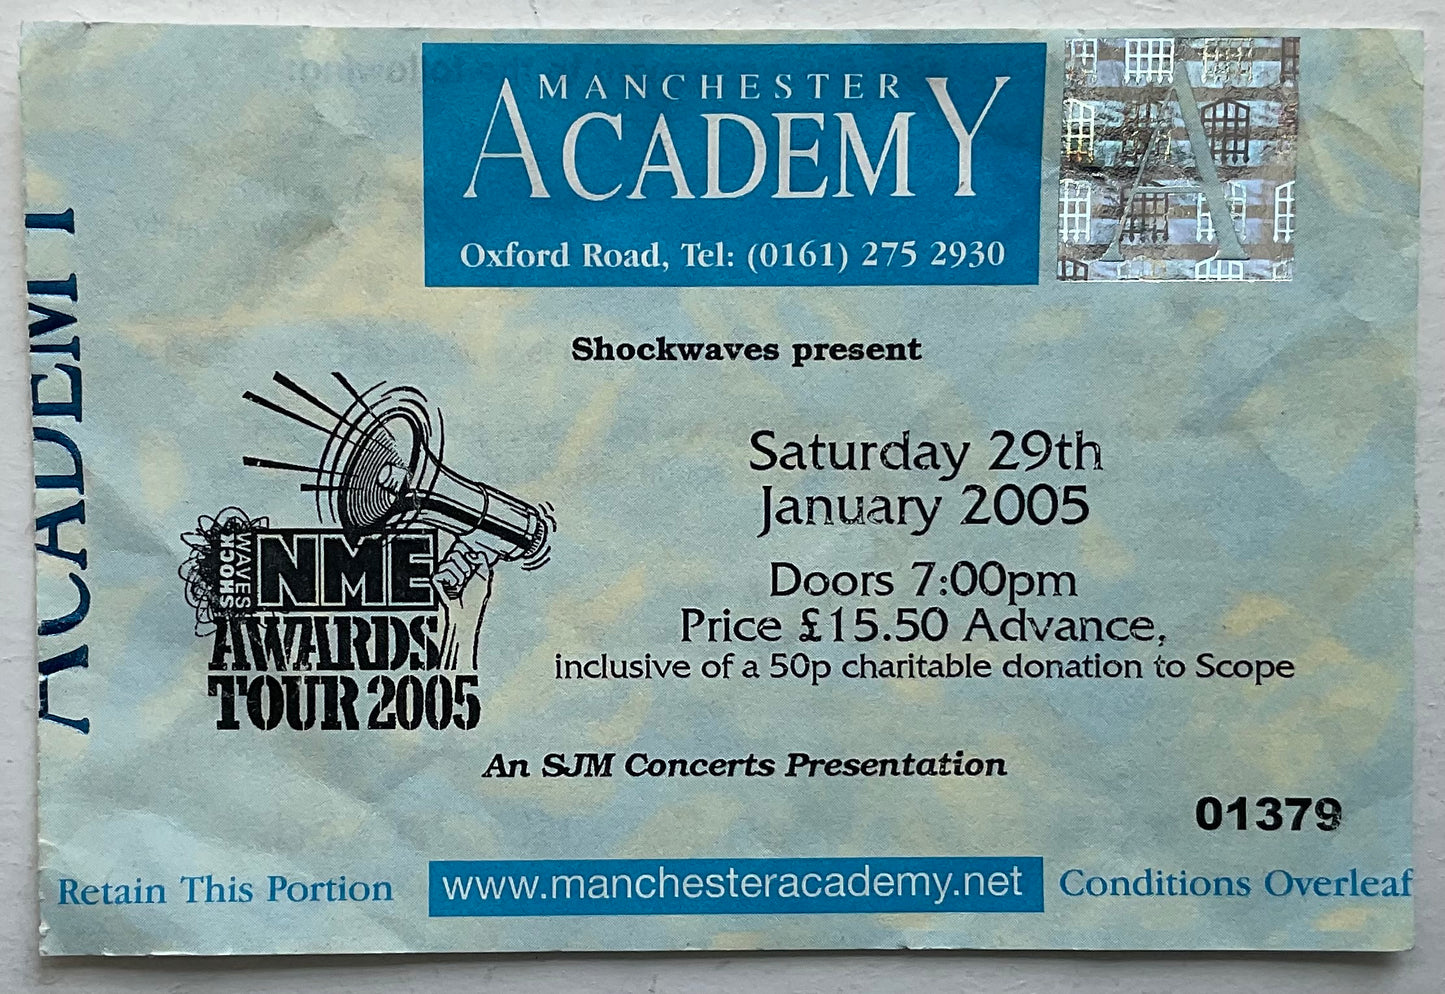 MANCHESTER
ACADEMY
Oxford Road, Tel: (0161) 275 2930
A
ACADEMY
Shockwaves present
SHOCK
WAVES
NME
AWARDS
TOUR 2005
Saturday 29th
January 2005
Doors 7:00pm
Price £15.50 Advance,
inclusive of a 50p charitable donation to Scope
An SJM Concerts Presentation
01379
Retain This Portion
www.manchesteracademy.net
Conditions Overleaf